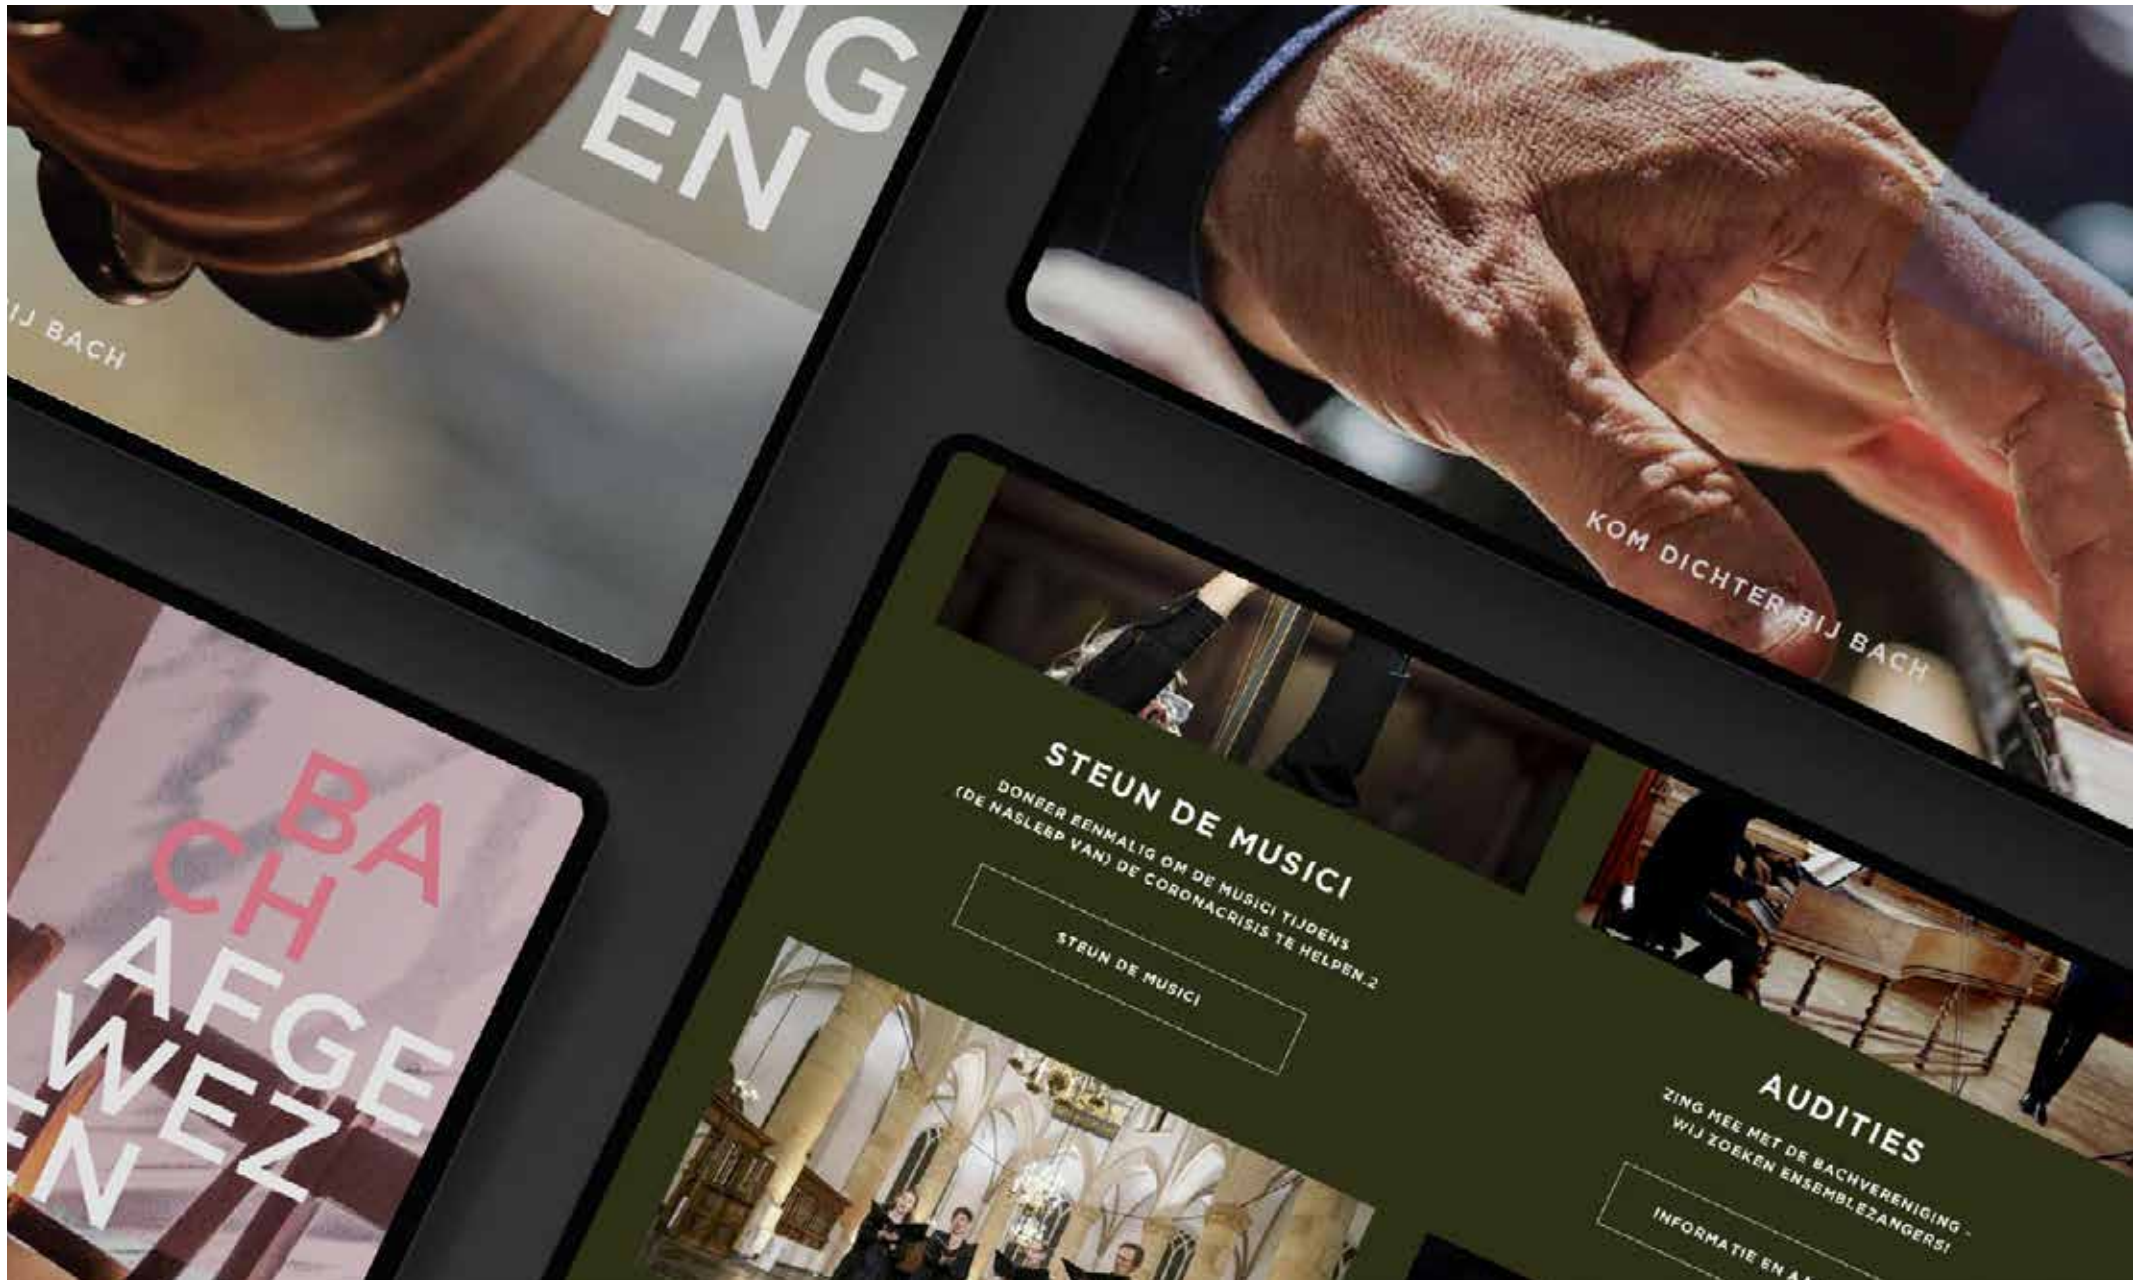 ING
EN
IJ BACH
KOM DICHTER BIJ BACH
BA
CH
AFGE
WEZ
EN
STEUN DE MUSICI
DONEER EENMALIG OM DE MUSICI TIJDENS
(DE NASLEEP VAN) DE CORONACRISIS TE HELPEN.2
STEUN DE MUSICI
AUDITIES
ZING MEE MET DE BACHVERENIGING -
WIJ ZOEKEN ENSEMBLEZANGERS!
INFORMATIE EN